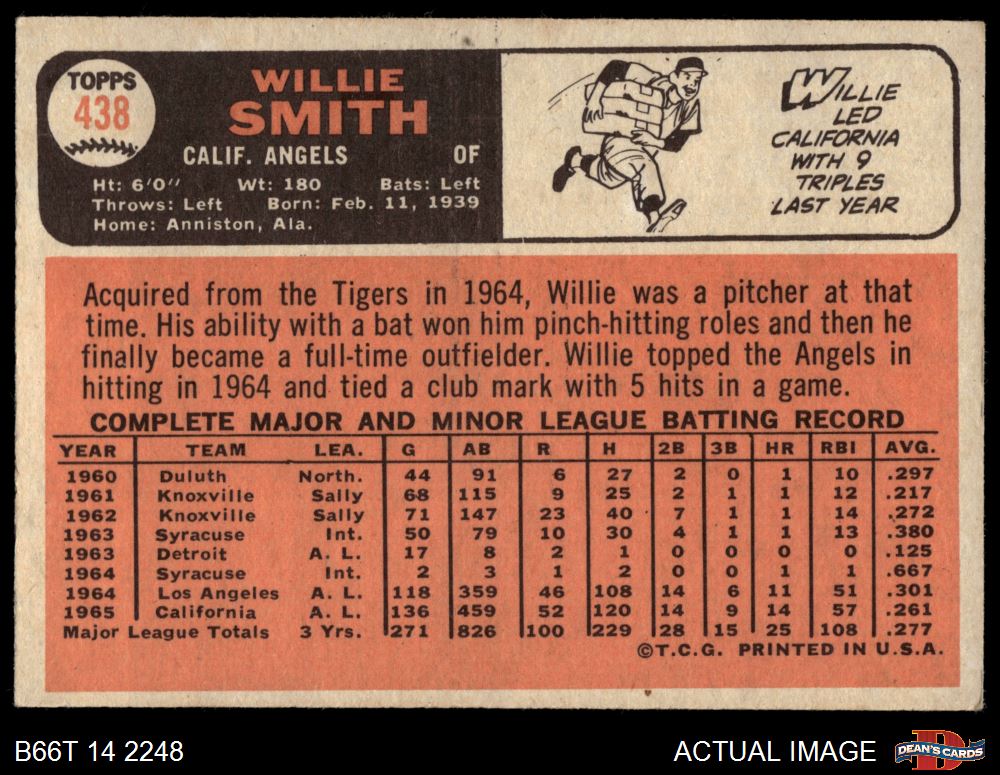 TOPPS
438
WILLIE
SMITH
CALIF. ANGELS OF
Ht: 6'0" Wt: 180 Bats: Left
Throws: Left Born: Feb. 11, 1939
Home: Anniston, Ala.
WILLIE
LED
CALIFORNIA
WITH 9
TRIPLES
LAST YEAR
Acquired from the Tigers in 1964, Willie was a pitcher at that
time. His ability with a bat won him pinch-hitting roles and then he
finally became a full-time outfielder. Willie topped the Angels in
hitting in 1964 and tied a club mark with 5 hits in a game.
COMPLETE MAJOR AND MINOR LEAGUE BATTING RECORD
YEAR TEAM LEA. G AB R H 2B 3B HR RBI AVG.
1960 Duluth North. 44 91 6 27 2 0 1 10 .297
1961 Knoxville Sally 68 115 9 25 2 1 1 12 .217
1962 Knoxville Sally 71 147 23 40 7 1 1 14 .272
1963 Syracuse Int. 50 79 10 30 4 1 1 13 .380
1963 Detroit A. L. 17 8 2 1 0 0 0 0 .125
1964 Syracuse Int. 2 3 1 2 0 0 1 1 .667
1964 Los Angeles A. L. 118 359 46 108 14 6 11 51 .301
1965 California A. L. 136 459 52 120 14 9 14 57 .261
Major League Totals 3 Yrs. 271 826 100 229 28 15 25 108 .277
©T.C.G. PRINTED IN U.S.A.
B66T 14 2248 ACTUAL IMAGE DEAN'S CARDS